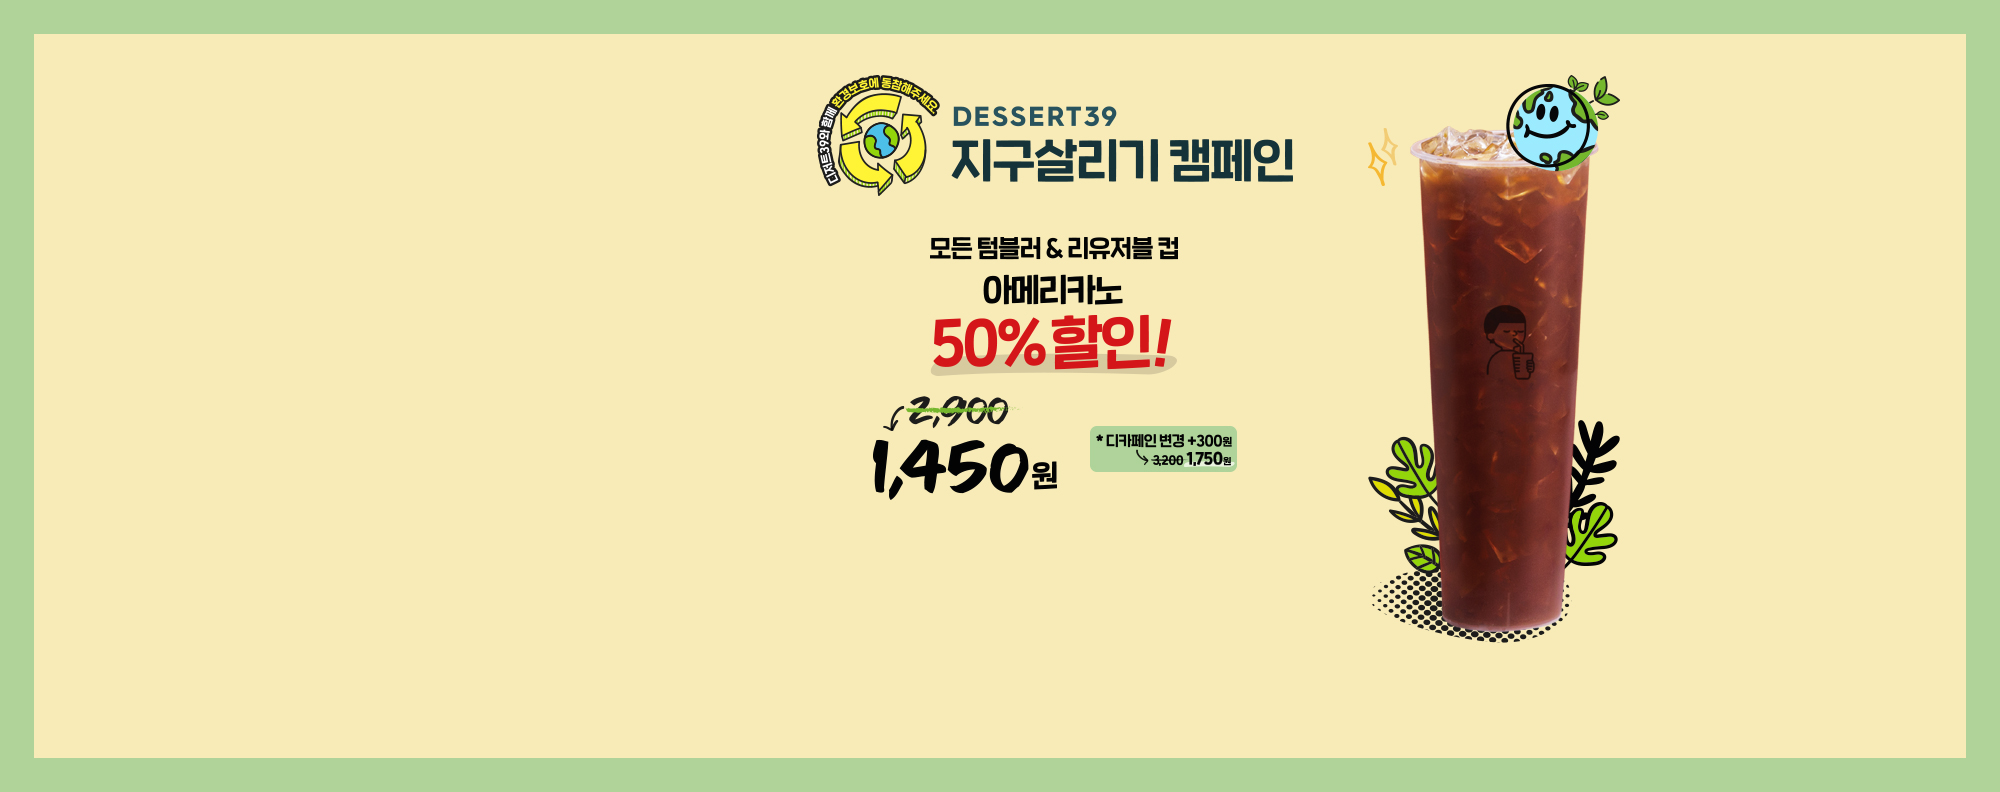 디저트39와 함께 환경보호에 동참해주세요.
DESSERT39
지구살리기 캠페인
모든 텀블러 & 리유저블 컵
아메리카노
50% 할인!
2,900
1,450원
* 디카페인 변경 +300원
3,200 1,750원